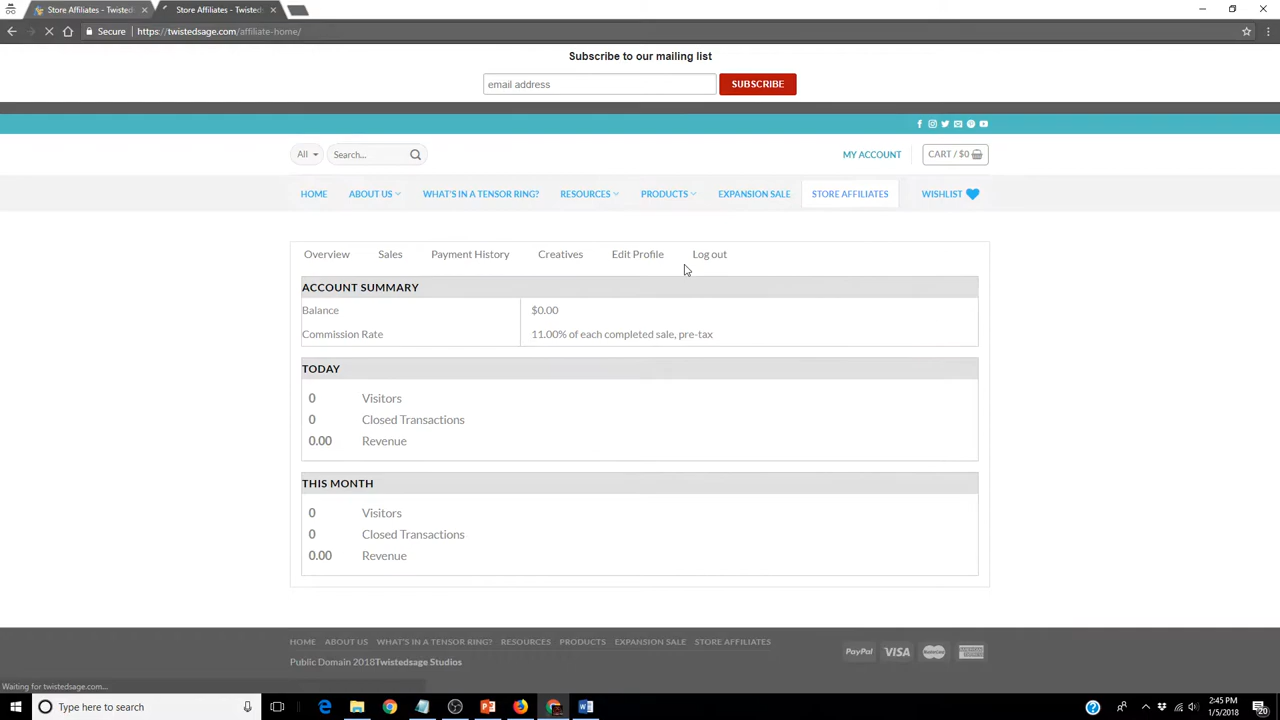 Store Affiliates - Twisteds
Store Affiliates - Twisteds
Secure
https://twistedsage.com/affiliate-home/
Subscribe to our mailing list
email address
SUBSCRIBE
All
Search...
MY ACCOUNT
CART / $0
HOME
ABOUT US
WHAT'S IN A TENSOR RING?
RESOURCES
PRODUCTS
EXPANSION SALE
STORE AFFILIATES
WISHLIST
Overview
Sales
Payment History
Creatives
Edit Profile
Log out
ACCOUNT SUMMARY
Balance $0.00
Commission Rate 11.00% of each completed sale, pre-tax
TODAY
0 Visitors
0 Closed Transactions
0.00 Revenue
THIS MONTH
0 Visitors
0 Closed Transactions
0.00 Revenue
HOME ABOUT US WHAT'S IN A TENSOR RING? RESOURCES PRODUCTS EXPANSION SALE STORE AFFILIATES
PayPal VISA
Public Domain 2018Twistedsage Studios
Waiting for twistedsage.com...
Type here to search
2:45 PM
1/5/2018
20